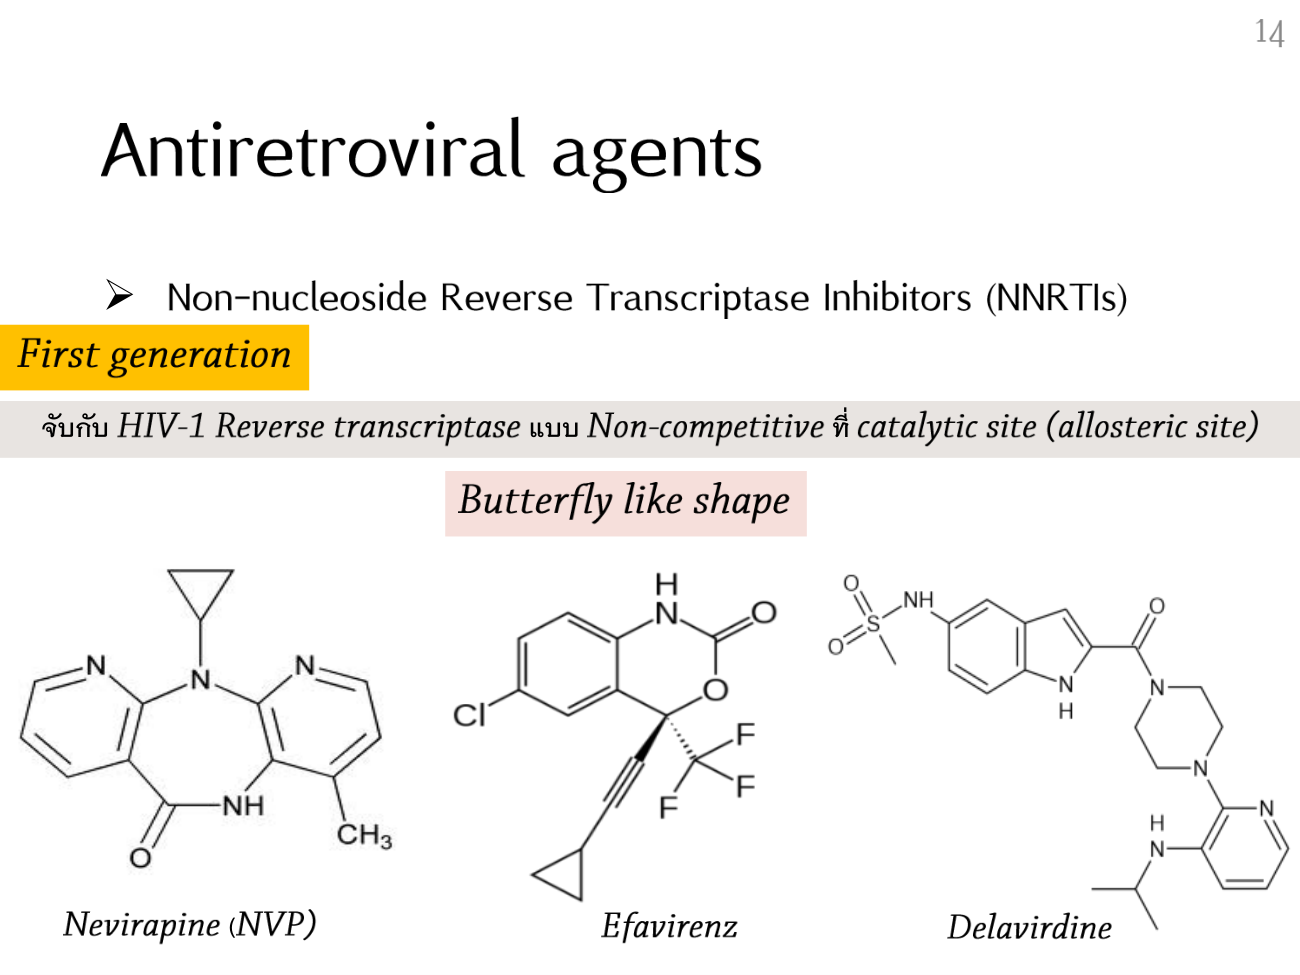 14
Antiretroviral agents
➢ Non-nucleoside Reverse Transcriptase Inhibitors (NNRTIs)
First generation
จับกับ HIV-1 Reverse transcriptase แบบ Non-competitive ที่ catalytic site (allosteric site)
Butterfly like shape
N
N
N
NH
O
CH3
H
N
O
O
Cl
F
F
F
O
S
O
NH
O
N
H
N
N
N
H
N
Nevirapine (NVP)
Efavirenz
Delavirdine